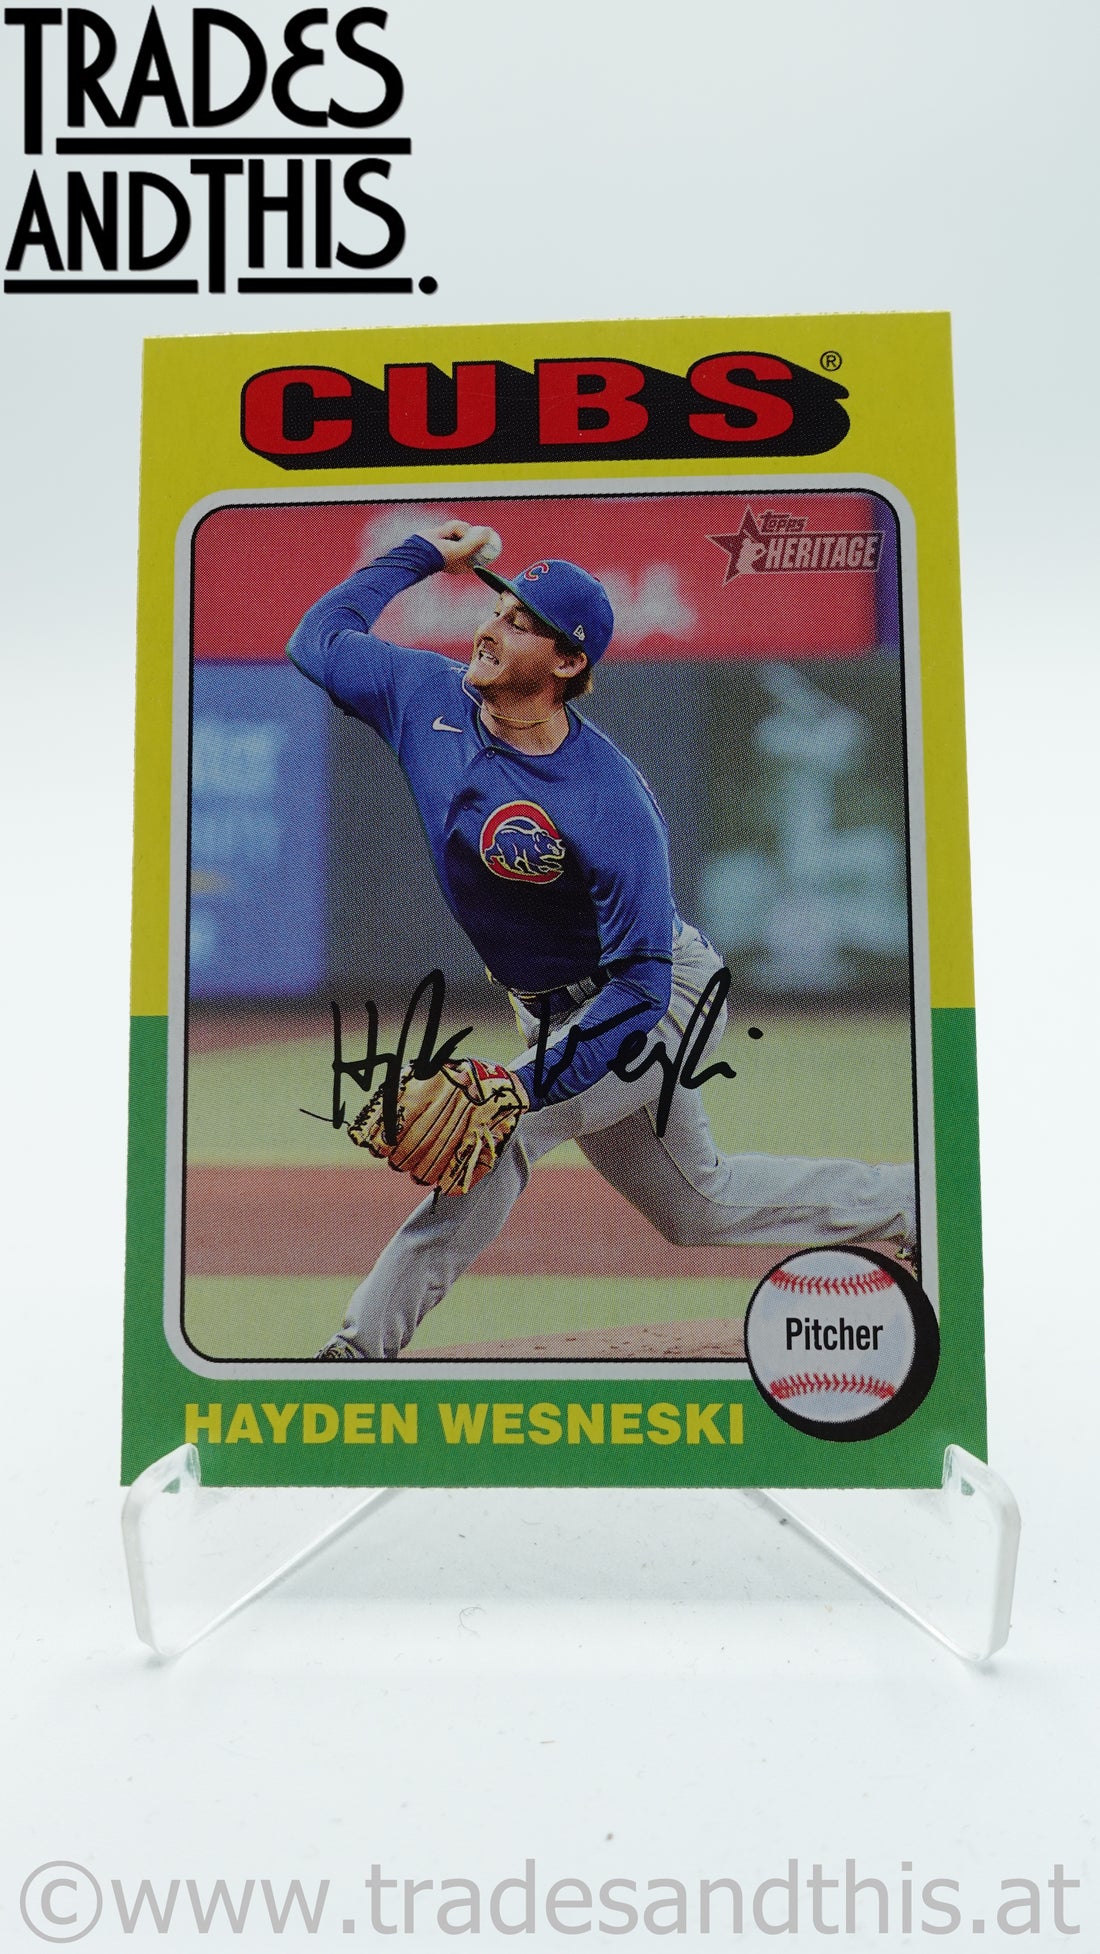 TRADES
ANDTHIS.
CUBS®
Topps
HERITAGE
C
Pitcher
HAYDEN WESNESKI
©www.tradesandthis.at